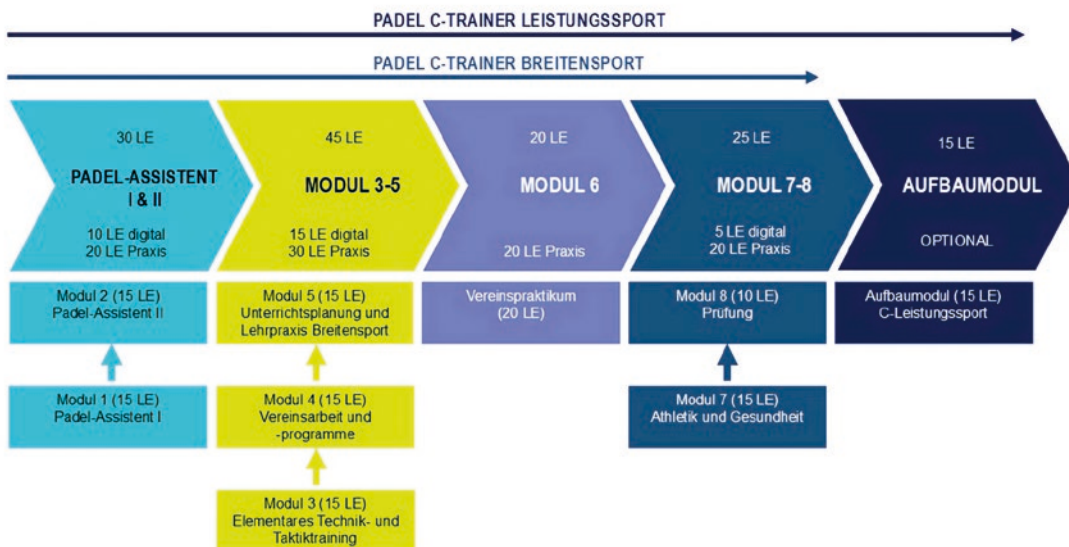 PADEL C-TRAINER LEISTUNGSSPORT
PADEL C-TRAINER BREITENSPORT
30 LE
PADEL-ASSISTENT
I & II
10 LE digital
20 LE Praxis
45 LE
MODUL 3-5
15 LE digital
30 LE Praxis
20 LE
MODUL 6
20 LE Praxis
25 LE
MODUL 7-8
5 LE digital
20 LE Praxis
15 LE
AUFBAUMODUL
OPTIONAL
Modul 2 (15 LE)
Padel-Assistent II
Modul 5 (15 LE)
Unterrichtsplanung und
Lehrpraxis Breitensport
Vereinspraktikum
(20 LE)
Modul 8 (10 LE)
Prüfung
Aufbaumodul (15 LE)
C-Leistungssport
Modul 1 (15 LE)
Padel-Assistent I
Modul 4 (15 LE)
Vereinsarbeit und
-programme
Modul 7 (15 LE)
Athletik und Gesundheit
Modul 3 (15 LE)
Elementares Technik- und
Taktiktraining